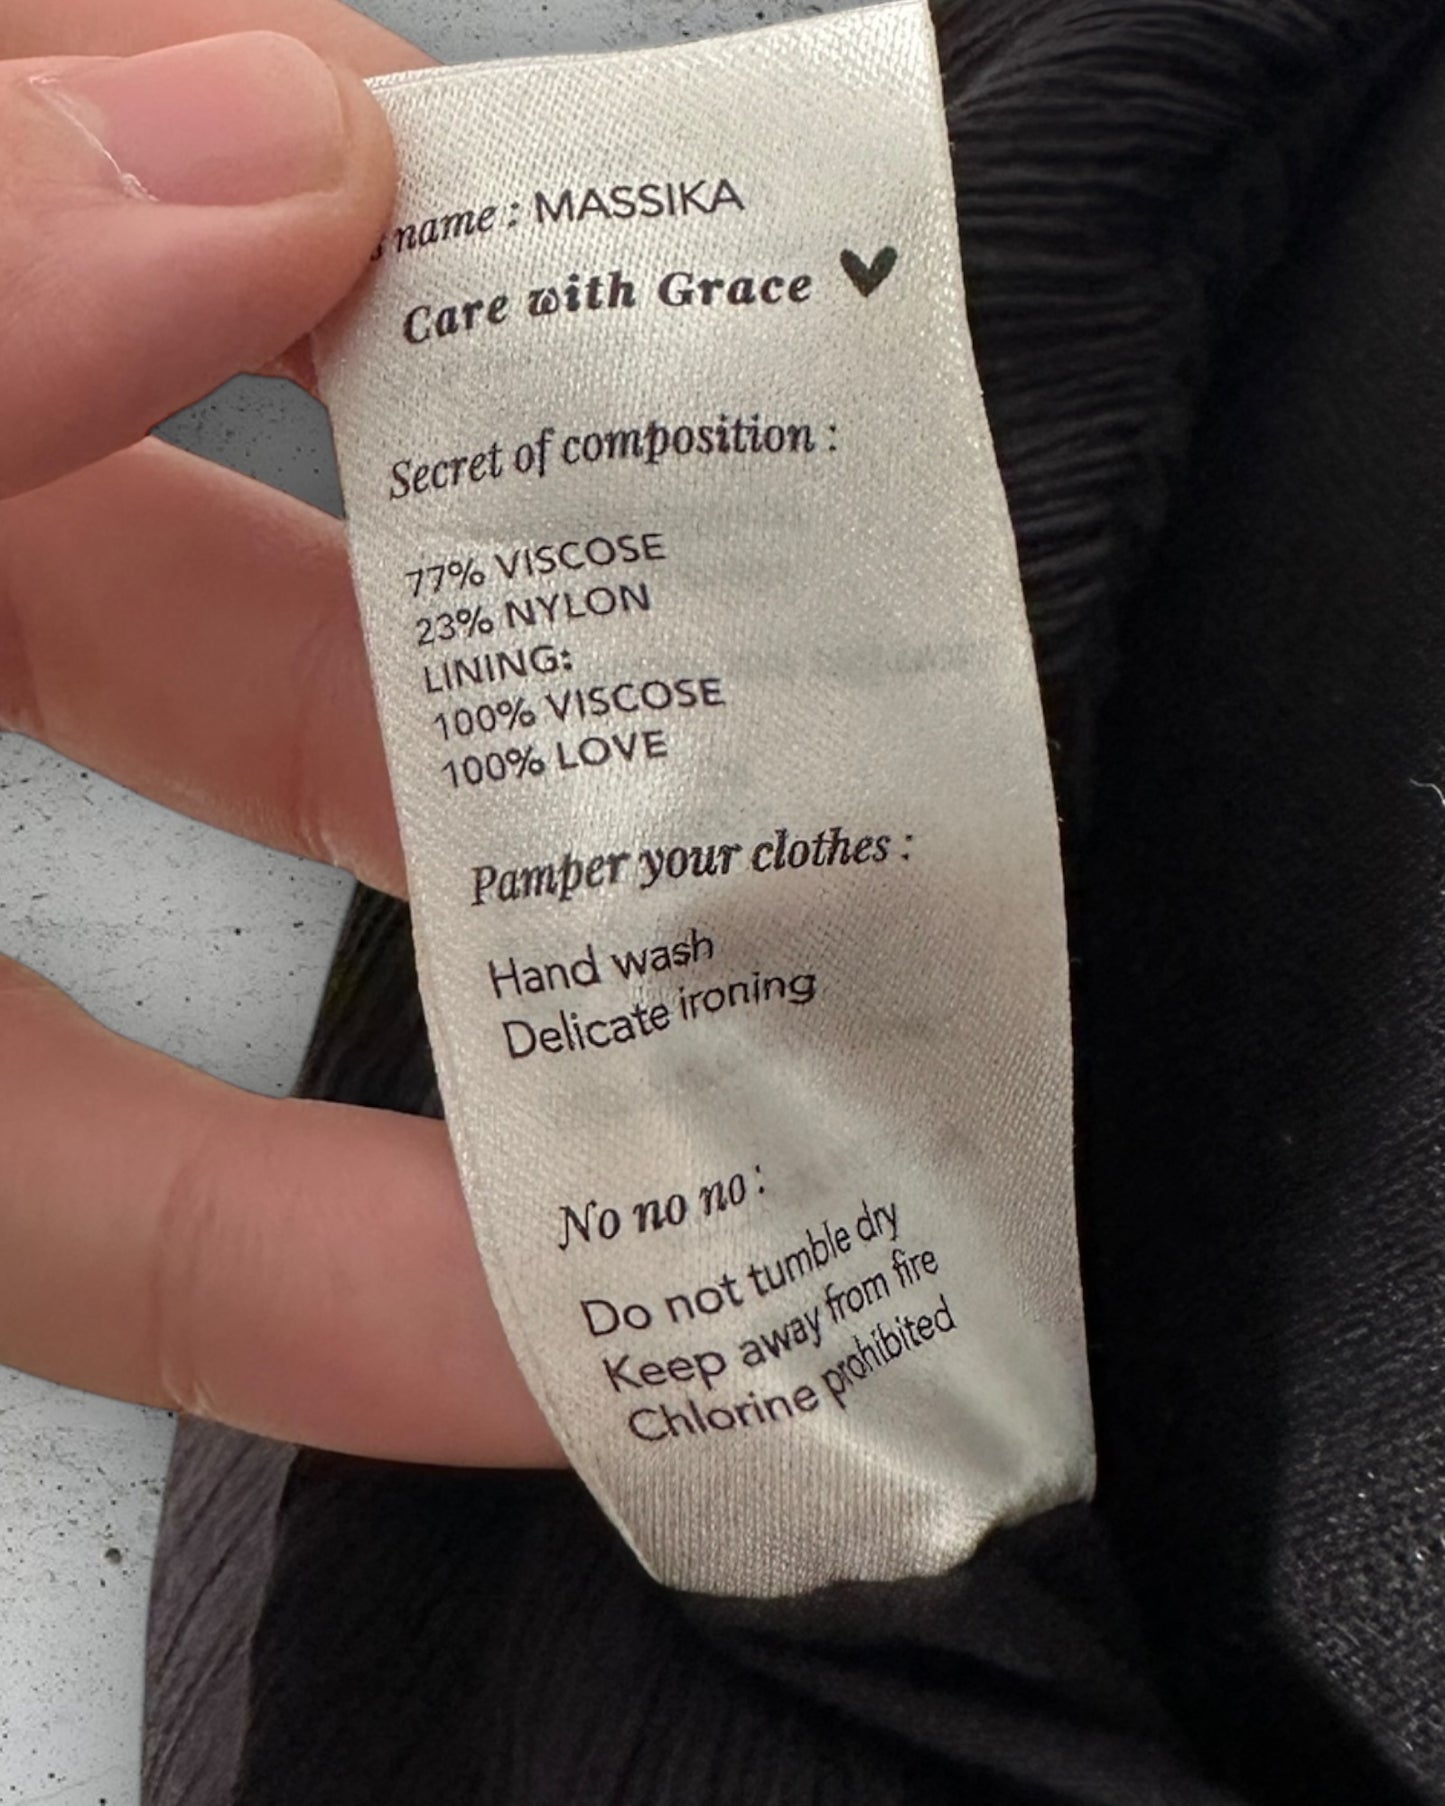 name : MASSIKA
Care with Grace
Secret of composition :
77% VISCOSE
23% NYLON
LINING:
100% VISCOSE
100% LOVE
Pamper your clothes :
Hand wash
Delicate ironing
No no no :
Do not tumble dry
Keep away from fire
Chlorine prohibited